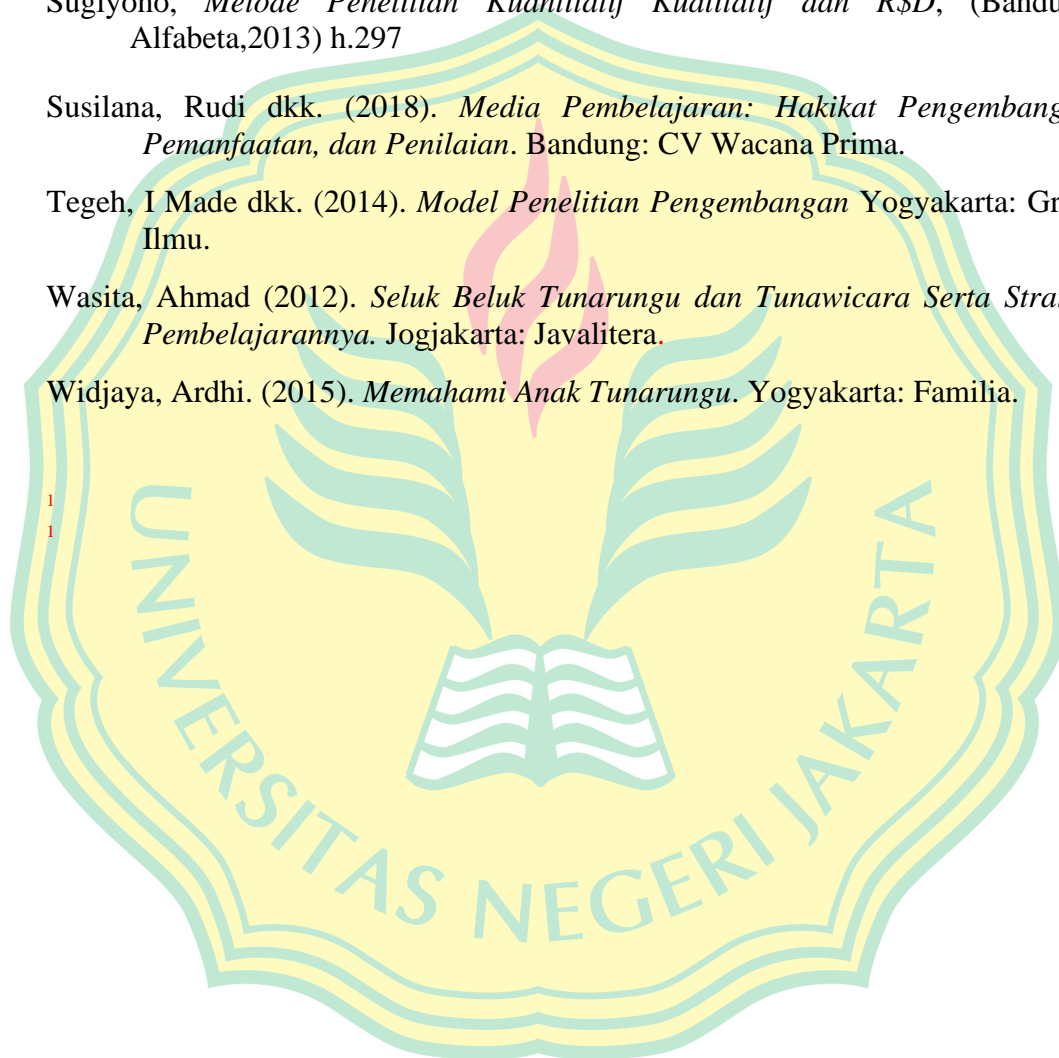 Sugiyono, Metode Penelitian Kuantitatif Kualitatif dan R$D, (Bandu
Alfabeta,2013) h.297
Susilana, Rudi dkk. (2018). Media Pembelajaran: Hakikat Pengembang
Pemanfaatan, dan Penilaian. Bandung: CV Wacana Prima.
Tegeh, I Made dkk. (2014). Model Penelitian Pengembangan Yogyakarta: Gr
Ilmu.
Wasita, Ahmad (2012). Seluk Beluk Tunarungu dan Tunawicara Serta Stra
Pembelajarannya. Jogjakarta: Javalitera.
Widjaya, Ardhi. (2015). Memahami Anak Tunarungu. Yogyakarta: Familia.
1
1
UNIVERSITAS NEGERI JAKARTA